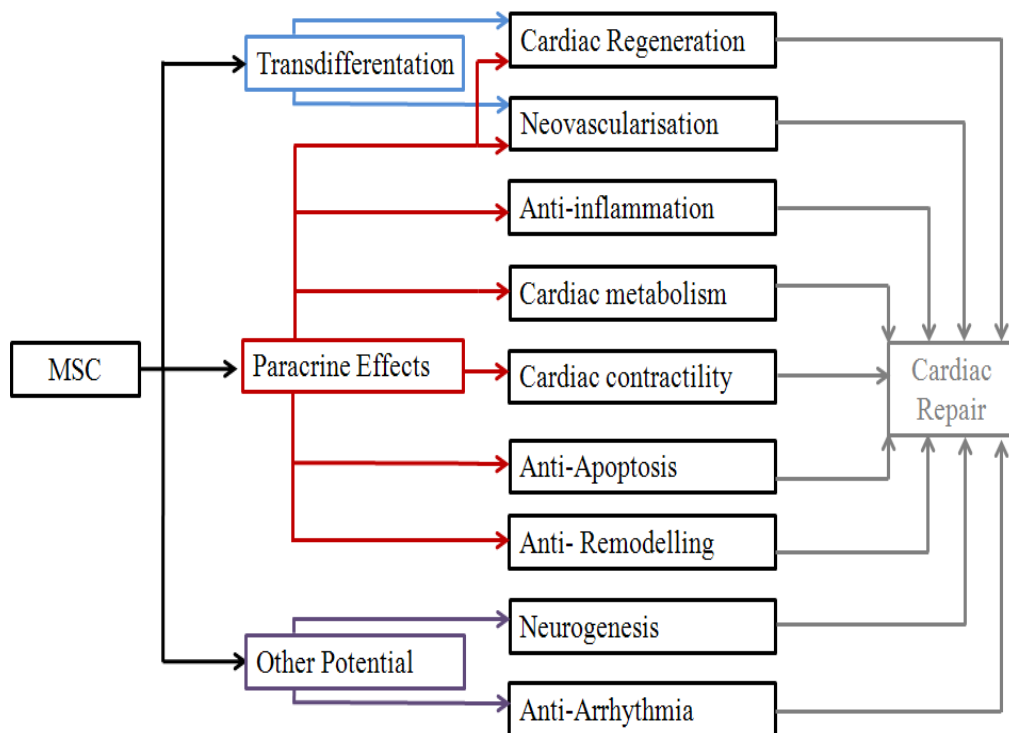 MSC
Transdifferentation
Paracrine Effects
Other Potential
Cardiac Regeneration
Neovascularisation
Anti-inflammation
Cardiac metabolism
Cardiac contractility
Anti-Apoptosis
Anti- Remodelling
Neurogenesis
Anti-Arrhythmia
Cardiac
Repair